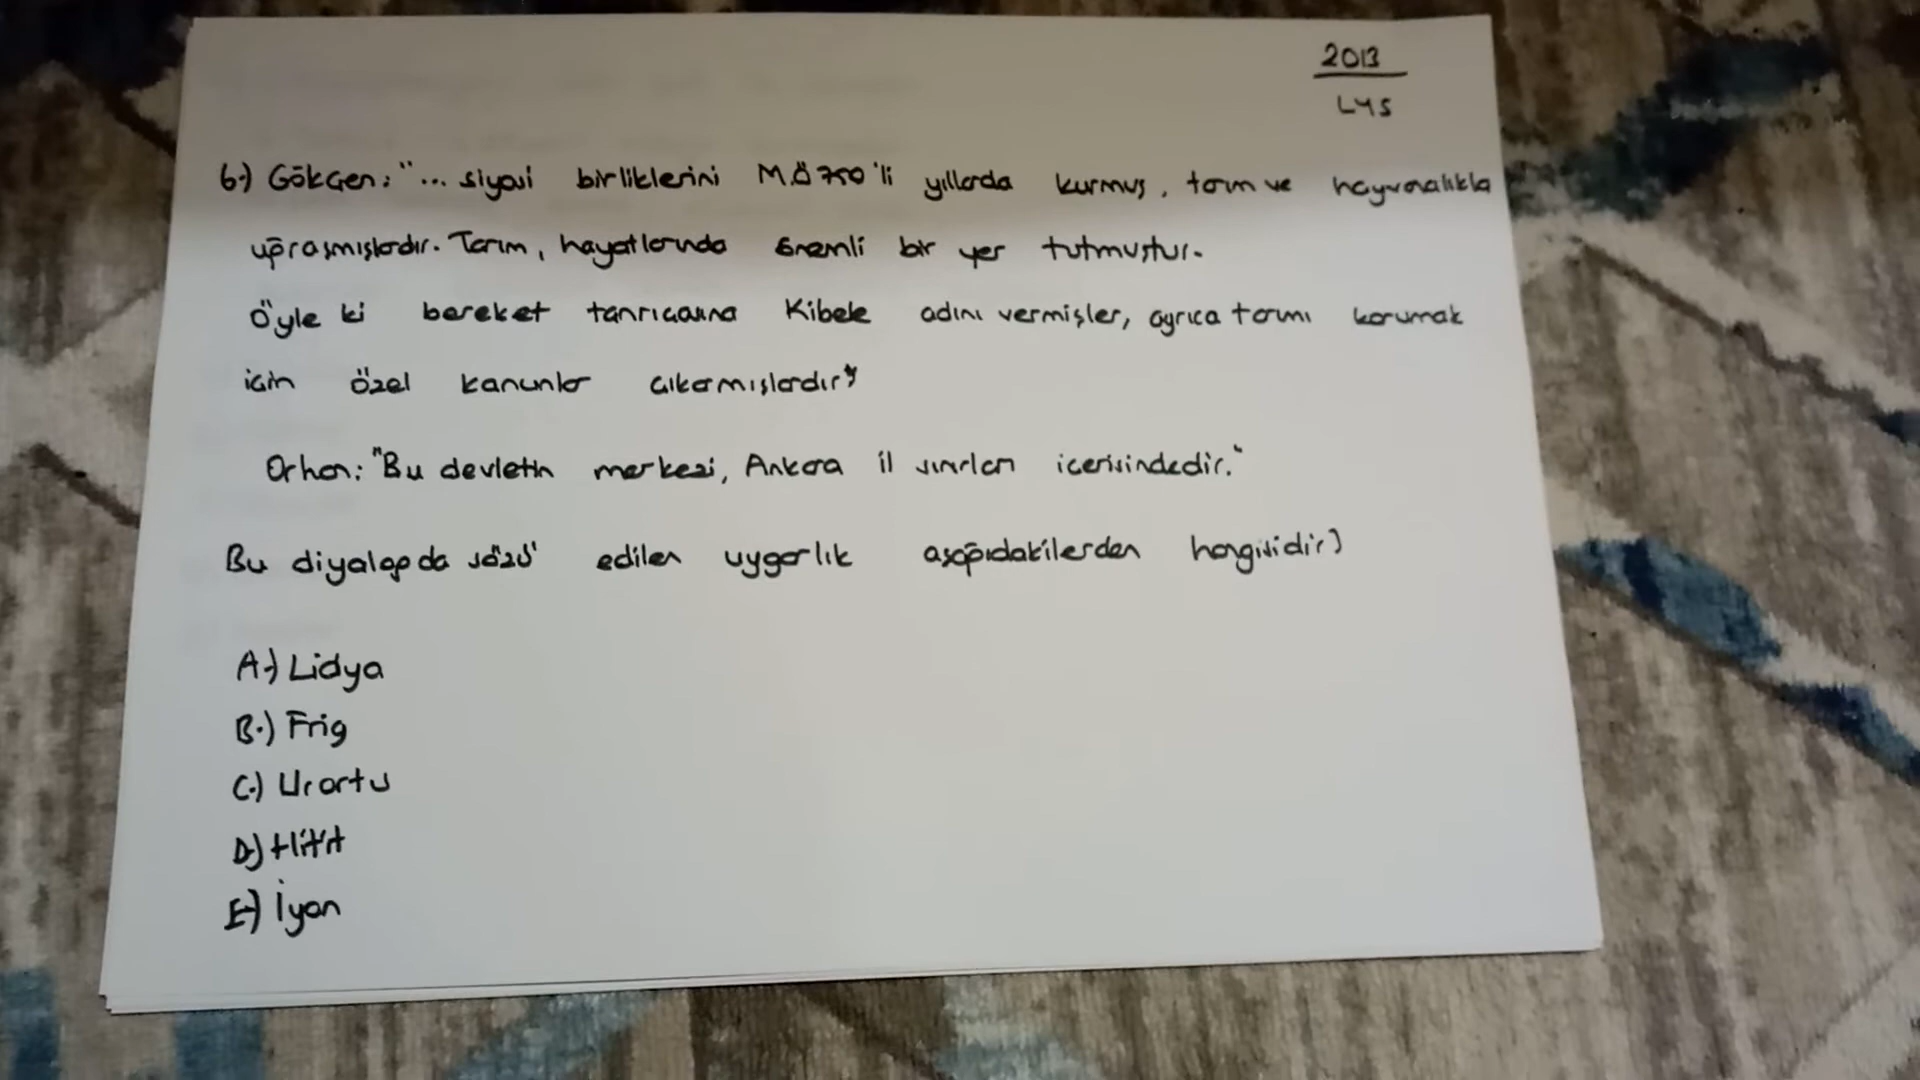 2013
LYS
6-) Gökçen: "... siyasi birliklerini M.Ö 750'li yıllarda kurmuş, tarım ve hayvancılıkla
uğraşmışlardır. Tarım, hayatlarında önemli bir yer tutmuştur.
Öyle ki bereket tanrıçasına Kibele adını vermişler, ayrıca tarımı korumak
için özel kanunlar çıkarmışlardır"
Orhan: "Bu devletin merkezi, Ankara il sınırları içerisindedir."
Bu diyalogda sözü edilen uygarlık aşağıdakilerden hangisidir?
A-) Lidya
B-) Frig
C-) Urartu
D-) Hitit
E-) İyon